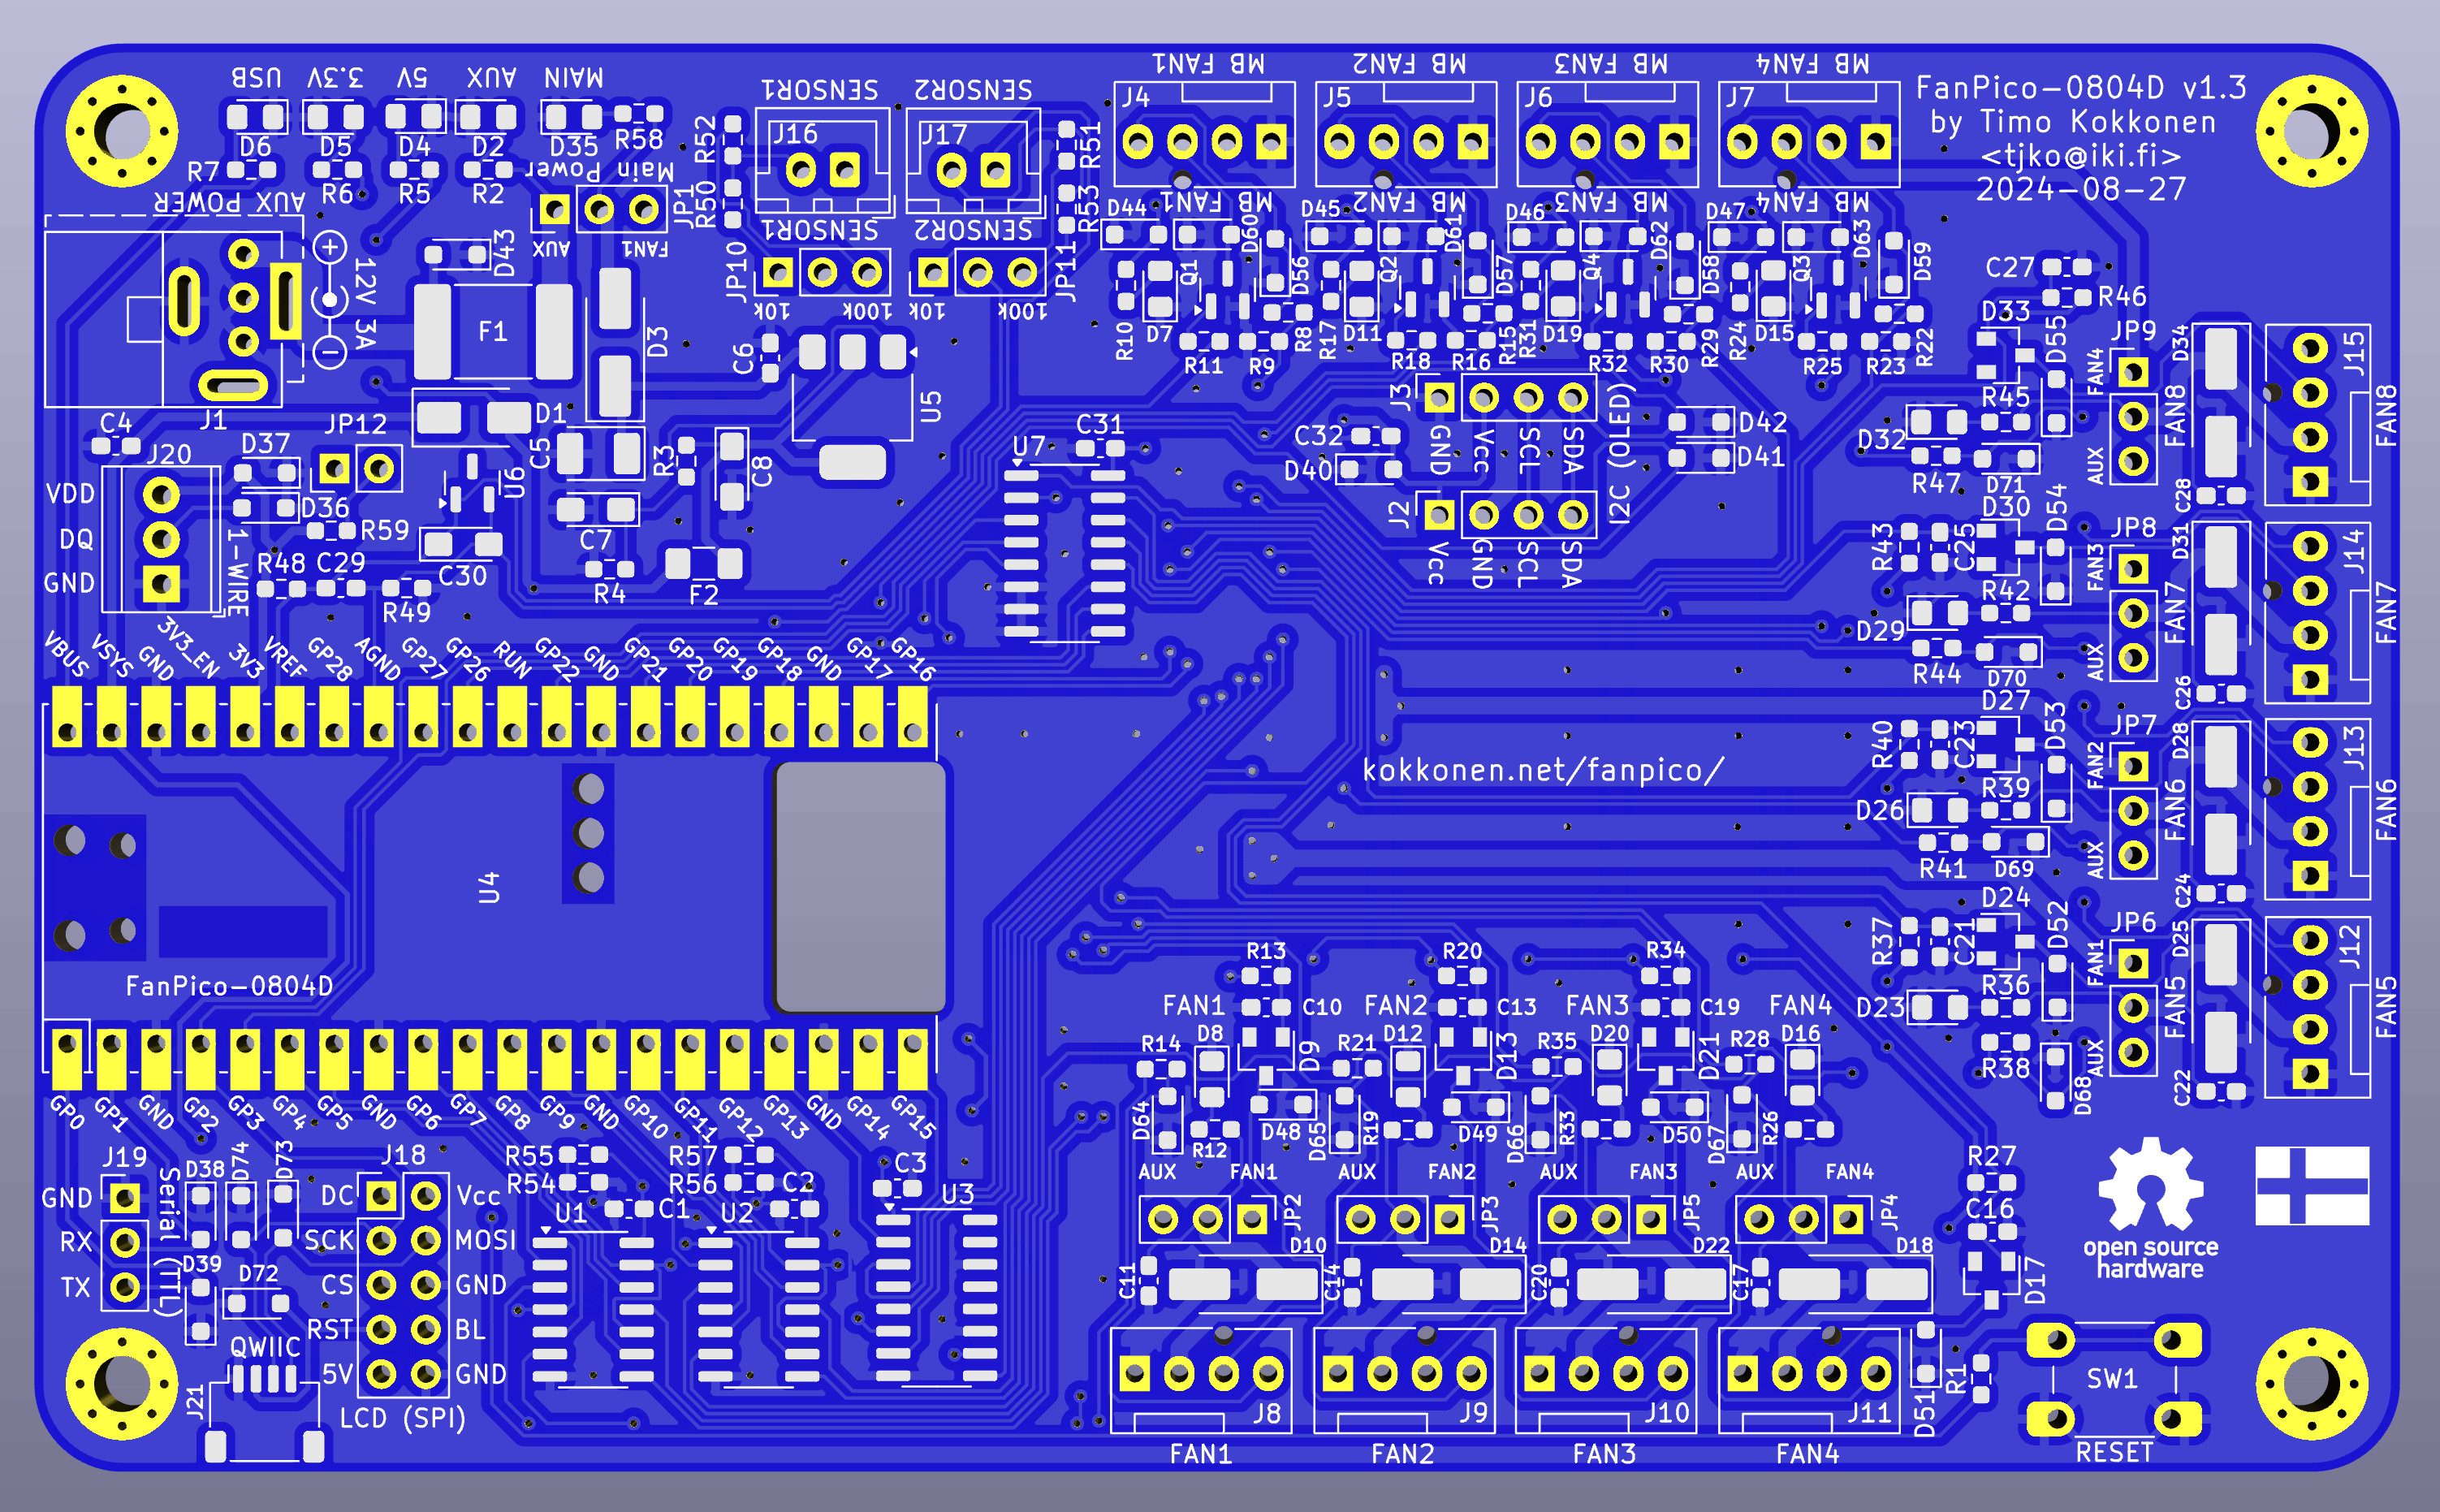 USB
3.3V
5V
AUX
MAIN
D6
D5
D4
D2
D35
R58
R7
R6
R5
R2
Main
Power
JP1
AUX
FAN1
AUX POWER
12V 3A
J1
D43
F1
D3
D1
C4
J20
D37
JP12
D36
R59
VDD
DQ
GND
1-WIRE
R48
C29
R49
U6
C30
C5
C7
R4
R3
C8
F2
C6
U5
R52
R50
SENSOR1
J16
SENSOR1
JP10
10k
100k
SENSOR2
J17
SENSOR2
JP11
10k
100k
R51
R53
MB FAN1
J4
MB FAN1
MB FAN2
J5
MB FAN2
MB FAN3
J6
MB FAN3
MB FAN4
J7
MB FAN4
FanPico-0804D v1.3
by Timo Kokkonen
<tjko@iki.fi>
2024-08-27
D44
D60
D45
D61
D46
D62
D47
D63
R10
D7
Q1
D56
R8
R11
R9
R17
D11
Q2
D57
R15
R18
R16
R31
D19
Q4
D58
R29
R32
R30
R24
D15
Q3
D59
R22
R25
R23
U7
C31
J3
GND
Vcc
SCL
SDA
C32
D40
J2
Vcc
GND
SCL
SDA
I2C (OLED)
D42
D41
C27
R46
D33
D55
R45
D32
R47
D71
JP9
FAN4
AUX
FAN8
D34
C28
J15
FAN8
D30
D54
R43
C25
R42
D29
R44
D70
JP8
FAN3
AUX
FAN7
D31
C26
J14
FAN7
D27
D53
R40
C23
R39
D26
R41
D69
JP7
FAN2
AUX
FAN6
D28
C24
J13
FAN6
D24
D52
R37
C21
R36
D23
R38
D68
JP6
FAN1
AUX
FAN5
D25
C22
J12
FAN5
VBUS
VSYS
GND
3V3_EN
3V3
VREF
GP28
AGND
GP27
GP26
RUN
GP22
GND
GP21
GP20
GP19
GP18
GND
GP17
GP16
U4
FanPico-0804D
kokkonen.net/fanpico/
GP0
GP1
GND
GP2
GP3
GP4
GP5
GND
GP6
GP7
GP8
GP9
GND
GP10
GP11
GP12
GP13
GND
GP14
GP15
J19
GND
RX
TX
Serial (TTL)
D38
D74
D73
D39
D72
QWIIC
J21
J18
DC
Vcc
SCK
MOSI
CS
GND
RST
BL
5V
GND
LCD (SPI)
R55
R54
C1
U1
R57
R56
C2
U2
C3
U3
R13
FAN1
C10
R14
D8
D9
D64
R12
D48
AUX
FAN1
JP2
D10
C11
J8
FAN1
R20
FAN2
C13
R21
D12
D13
D65
R19
D49
AUX
FAN2
JP3
D14
C14
J9
FAN2
R34
FAN3
C19
R35
D20
D21
D66
R33
D50
AUX
FAN3
JP5
D22
C20
J10
FAN3
FAN4
R28
D16
D67
R26
AUX
FAN4
JP4
D18
C17
J11
FAN4
R27
C16
D17
D51
R1
SW1
RESET
open source
hardware